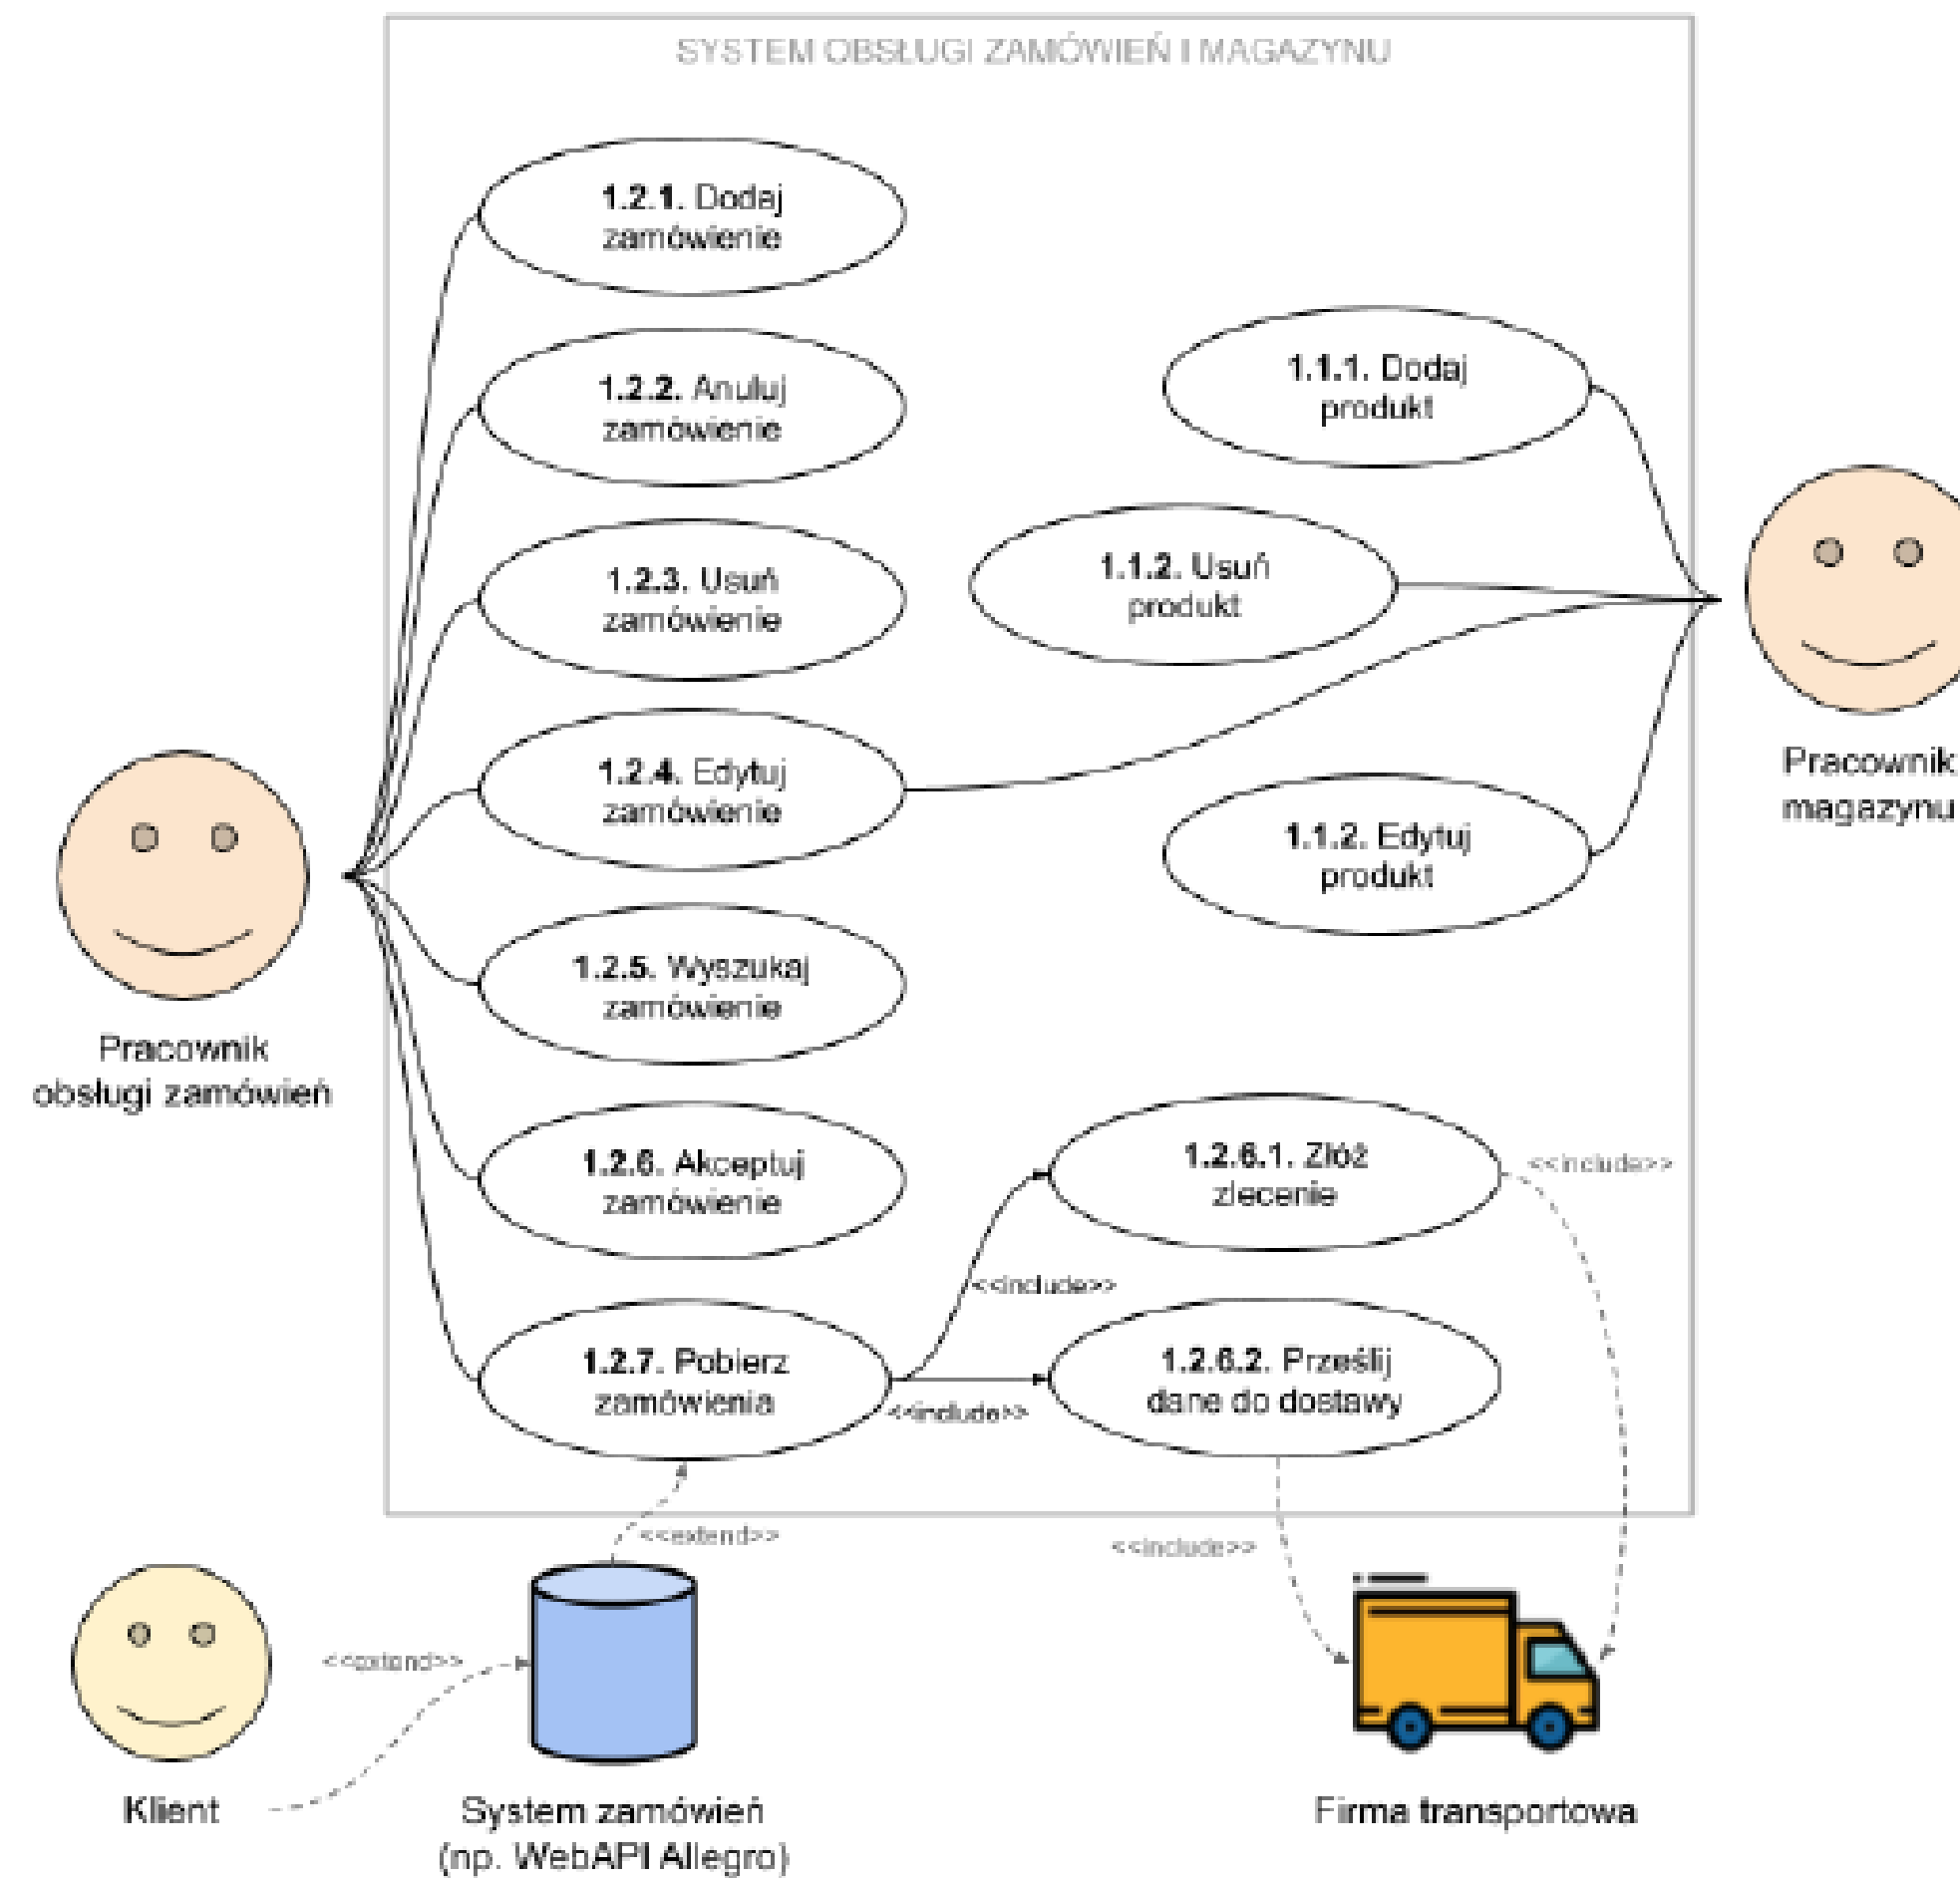 SYSTEM OBSŁUGI ZAMÓWIEŃ I MAGAZYNU
1.2.1. Dodaj
zamówienie
1.2.2. Anuluj
zamówienie
1.1.1. Dodaj
produkt
1.2.3. Usuń
zamówienie
1.1.2. Usuń
produkt
1.2.4. Edytuj
zamówienie
Pracownik
magazynu
1.1.2. Edytuj
produkt
1.2.5. Wyszukaj
zamówienie
Pracownik
obsługi zamówień
1.2.6. Akceptuj
zamówienie
1.2.6.1. Złóż
zlecenie
<<include>>
<<include>>
1.2.7. Pobierz
zamówienia
<<include>>
1.2.6.2. Prześlij
dane do dostawy
<<extend>>
<<include>>
<<extend>>
Klient
System zamówień
(np. WebAPI Allegro)
Firma transportowa